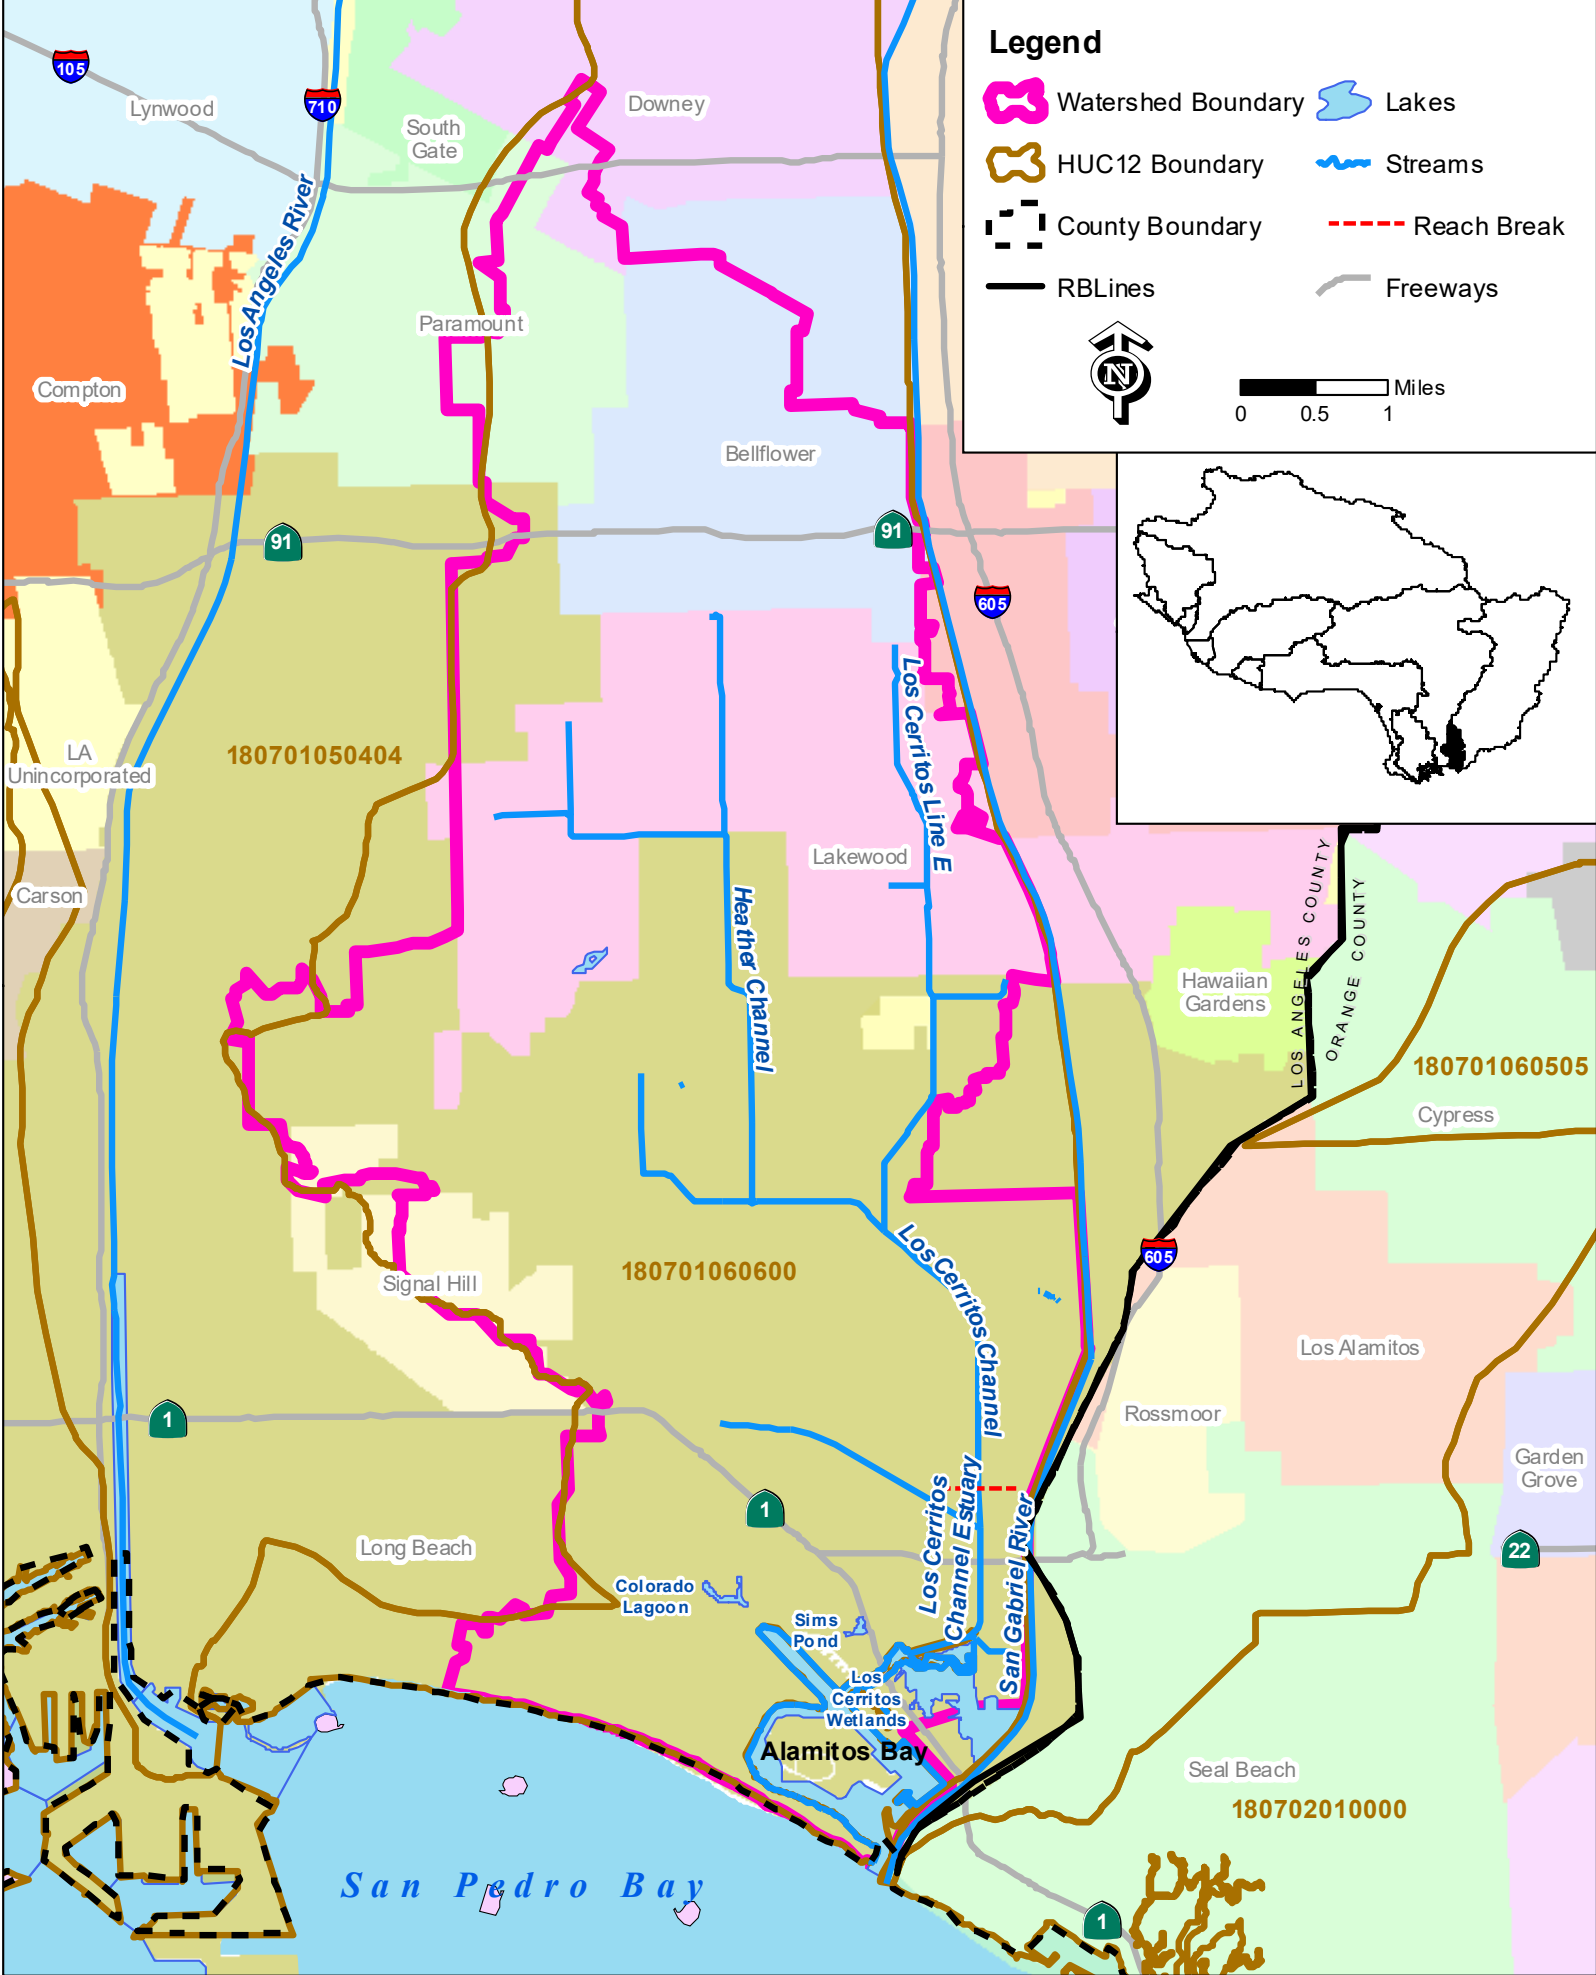 Legend
Watershed Boundary
Lakes
HUC12 Boundary
Streams
County Boundary
Reach Break
RBLines
Freeways
N
Miles
0 0.5 1
105
710
Lynwood
South
Gate
Downey
Los Angeles River
Paramount
Compton
Bellflower
91
91
605
Los Cerritos Line E
LA
Unincorporated
180701050404
Lakewood
Carson
Heather Channel
Hawaiian
Gardens
LOS ANGELES COUNTY
ORANGE COUNTY
180701060505
Cypress
180701060600
Signal Hill
Los Cerritos Channel
605
Los Alamitos
Rossmoor
1
Garden
Grove
22
1
Long Beach
Los Cerritos
Channel Estuary
San Gabriel River
Colorado
Lagoon
Sims
Pond
Los
Cerritos
Wetlands
Alamitos Bay
Seal Beach
180702010000
San Pedro Bay
1